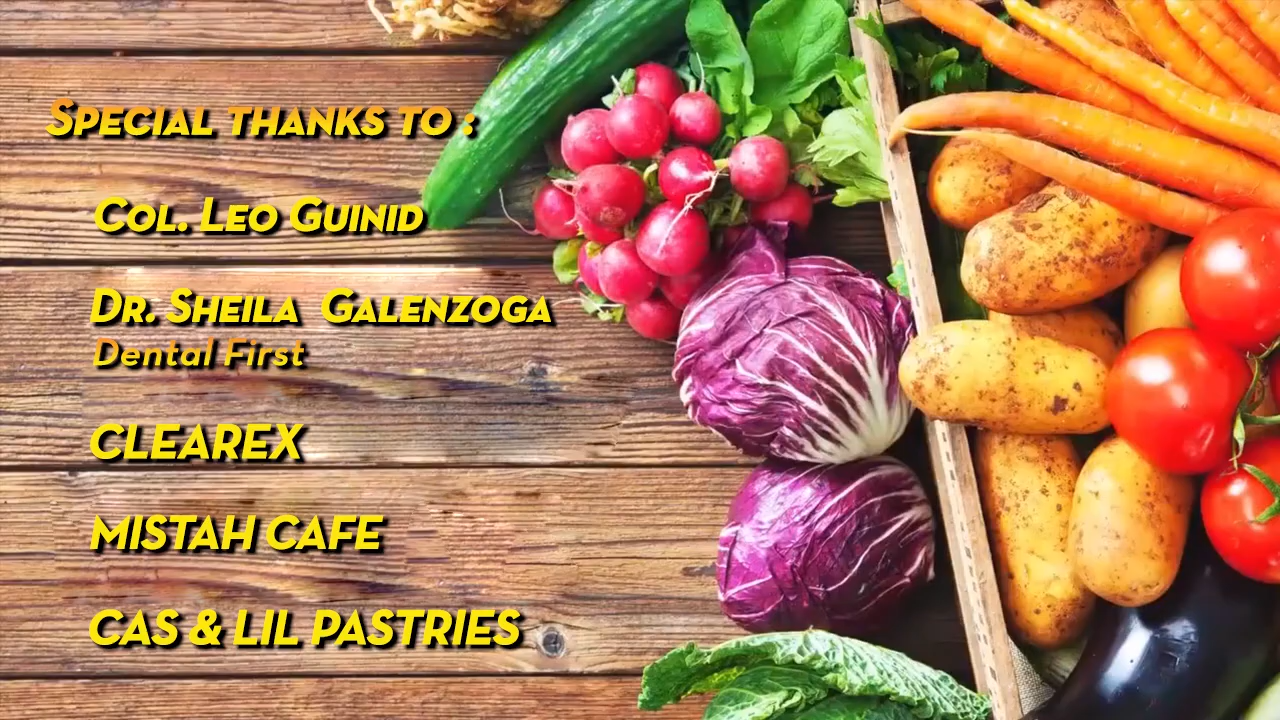 Special thanks to :
Col. Leo Guinid
Dr. Sheila Galenzoga
Dental First
CLEAREX
MISTAH CAFE
CAS & LIL PASTRIES